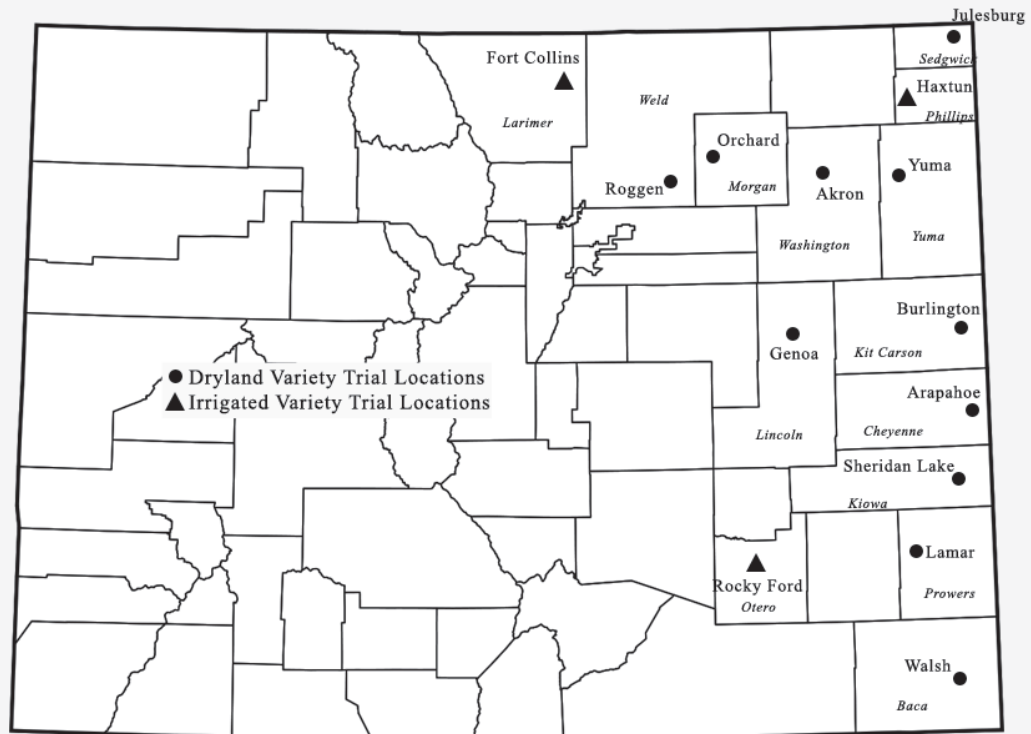 Julesburg
Sedgwick
Fort Collins
Haxtun
Weld
Phillips
Larimer
Orchard
Yuma
Roggen
Morgan
Akron
Washington
Yuma
Burlington
Genoa
Kit Carson
Dryland Variety Trial Locations
Irrigated Variety Trial Locations
Arapahoe
Cheyenne
Lincoln
Sheridan Lake
Kiowa
Lamar
Rocky Ford
Prowers
Otero
Walsh
Baca